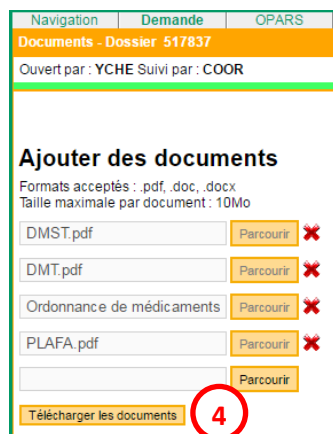 Navigation Demande OPARS
Documents - Dossier 517837
Ouvert par : YCHE Suivi par : COOR
Ajouter des documents
Formats acceptés : .pdf, .doc, .docx
Taille maximale par document : 10Mo
DMST.pdf Parcourir
DMT.pdf Parcourir
Ordonnance de médicaments Parcourir
PLAFA.pdf Parcourir
Parcourir
Télécharger les documents 4